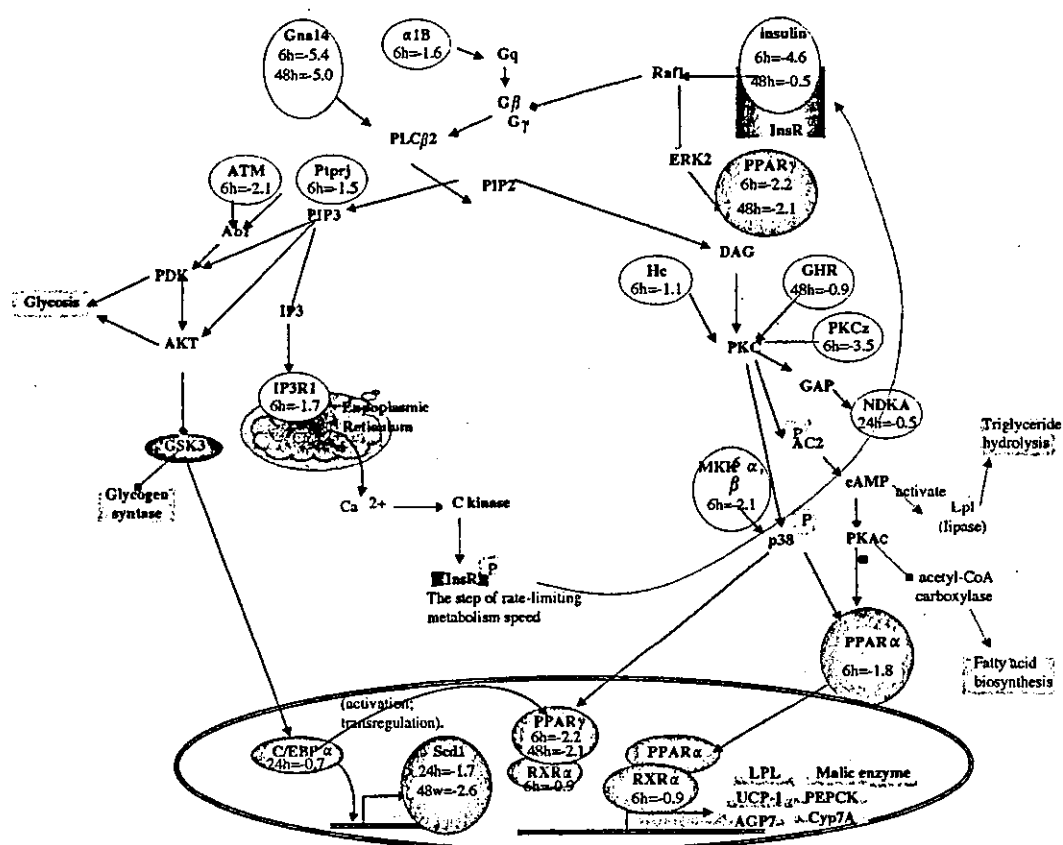 Gna14
6h=-5.4
48h=-5.0
α1B
6h=-1.6
Gq
Gβ
Gγ
PLCβ2
Raf1
insulin
6h=-4.6
48h=-0.5
InsR
ERK2
PPARγ
6h=-2.2
48h=-2.1
ATM
6h=-2.1
Ptprj
6h=-1.5
PIP2
PIP3
Abl
PDK
Glycosis
AKT
IP3
DAG
Hc
6h=-1.1
GHR
48h=-0.9
PKC
PKCz
6h=-3.5
GAP
NDKA
24h=-0.5
IP3R1
6h=-1.7
Endoplasmic
Reticulum
P
AC2
Triglyceride
hydrolysis
GSK3
Glycogen
syntase
Ca 2+
C kinase
α,
β
6h=-2.1
P
p38
cAMP
activate
Lpl
(lipase)
PKAc
acetyl-CoA
carboxylase
InsR
P
The step of rate-limiting
metabolism speed
PPARα
6h=-1.8
Fatty acid
biosynthesis
(activation;
transregulation)
C/EBPα
24h=-0.7
Scd1
24h=-1.7
48w=-2.6
PPARγ
6h=-2.2
48h=-2.1
RXRα
6h=-0.9
PPARα
RXRα
6h=-0.9
LPL
Malic enzyme
UCP-1
PEPCK
AGP7
Cyp7A